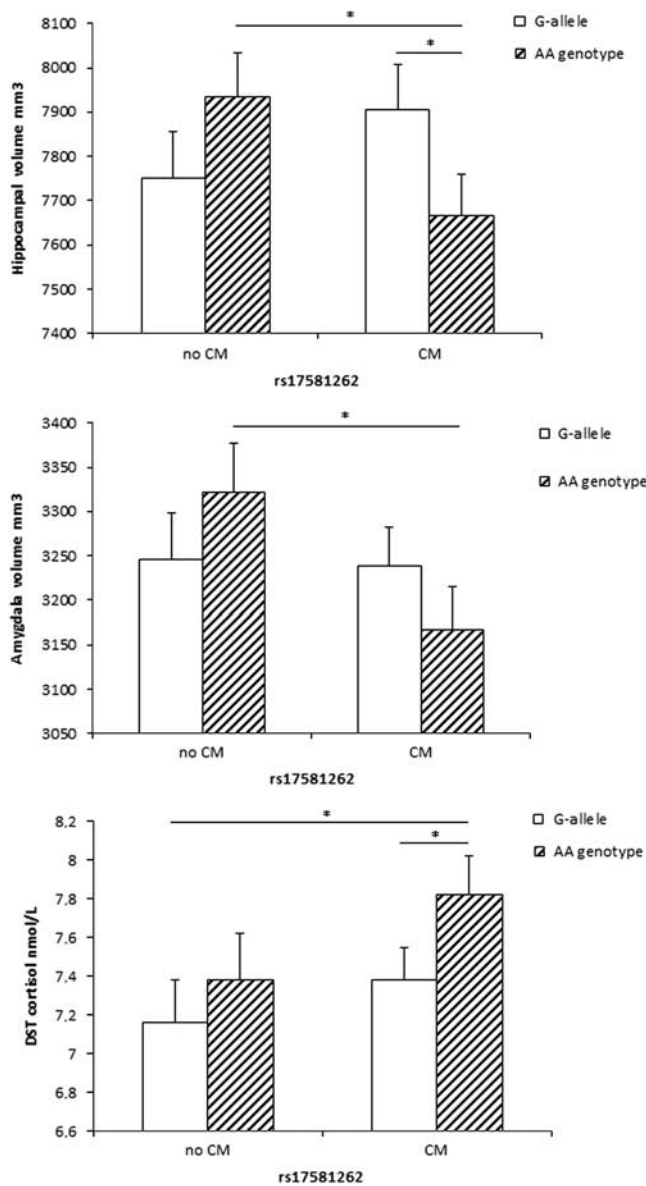 8100
8000
7900
7800
7700
7600
7500
7400
Hippocampal volume mm3
*
*
G-allele
AA genotype
no CM CM
rs17581262
3400
3350
3300
3250
3200
3150
3100
3050
Amygdala volume mm3
*
G-allele
AA genotype
no CM CM
rs17581262
8,2
8
7,8
7,6
7,4
7,2
7
6,8
6,6
DST cortisol nmol/L
*
*
G-allele
AA genotype
no CM CM
rs17581262